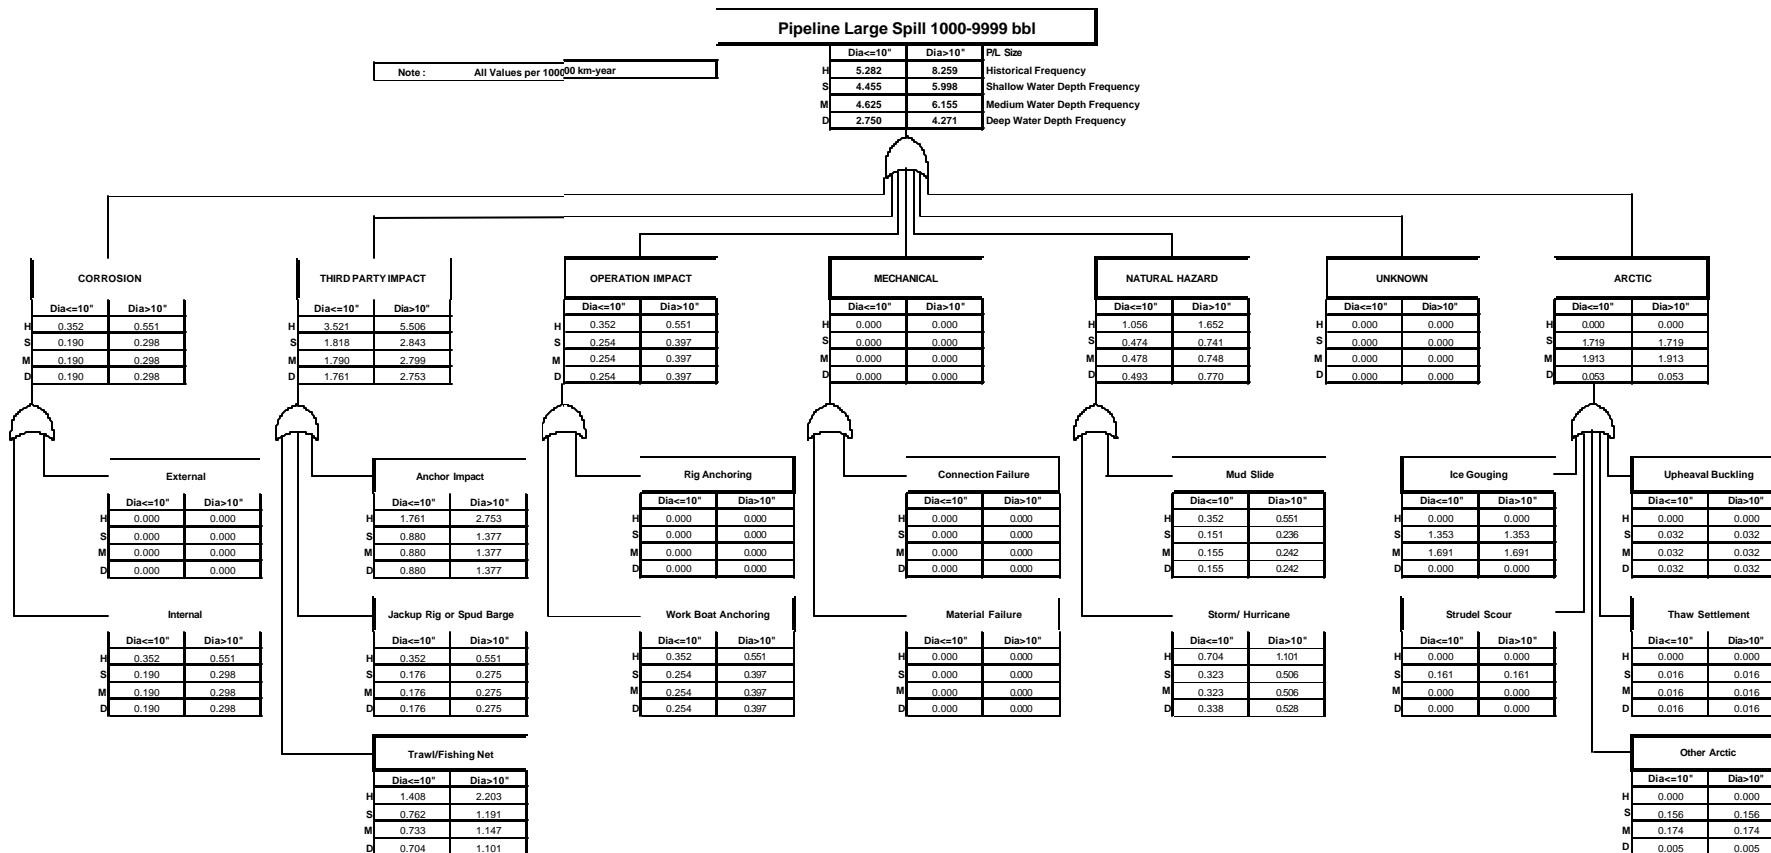 Pipeline Large Spill 1000-9999 bbl
Dia<=10" Dia>10" P/L Size
Note : All Values per 100000 km-year
H 5.282 8.259 Historical Frequency
S 4.455 5.998 Shallow Water Depth Frequency
M 4.625 6.155 Medium Water Depth Frequency
D 2.750 4.271 Deep Water Depth Frequency
CORROSION
Dia<=10" Dia>10"
H 0.352 0.551
S 0.190 0.298
M 0.190 0.298
D 0.190 0.298
THIRD PARTY IMPACT
Dia<=10" Dia>10"
H 3.521 5.506
S 1.818 2.843
M 1.790 2.799
D 1.761 2.753
OPERATION IMPACT
Dia<=10" Dia>10"
H 0.352 0.551
S 0.254 0.397
M 0.254 0.397
D 0.254 0.397
MECHANICAL
Dia<=10" Dia>10"
H 0.000 0.000
S 0.000 0.000
M 0.000 0.000
D 0.000 0.000
NATURAL HAZARD
Dia<=10" Dia>10"
H 1.056 1.652
S 0.474 0.741
M 0.478 0.748
D 0.493 0.770
UNKNOWN
Dia<=10" Dia>10"
H 0.000 0.000
S 0.000 0.000
M 0.000 0.000
D 0.000 0.000
ARCTIC
Dia<=10" Dia>10"
H 0.000 0.000
S 1.719 1.719
M 1.913 1.913
D 0.053 0.053
External
Dia<=10" Dia>10"
H 0.000 0.000
S 0.000 0.000
M 0.000 0.000
D 0.000 0.000
Anchor Impact
Dia<=10" Dia>10"
H 1.761 2.753
S 0.880 1.377
M 0.880 1.377
D 0.880 1.377
Rig Anchoring
Dia<=10" Dia>10"
H 0.000 0.000
S 0.000 0.000
M 0.000 0.000
D 0.000 0.000
Connection Failure
Dia<=10" Dia>10"
H 0.000 0.000
S 0.000 0.000
M 0.000 0.000
D 0.000 0.000
Mud Slide
Dia<=10" Dia>10"
H 0.352 0.551
S 0.151 0.236
M 0.155 0.242
D 0.155 0.242
Ice Gouging
Dia<=10" Dia>10"
H 0.000 0.000
S 1.353 1.353
M 1.691 1.691
D 0.000 0.000
Upheaval Buckling
Dia<=10" Dia>10"
H 0.000 0.000
S 0.032 0.032
M 0.032 0.032
D 0.032 0.032
Internal
Dia<=10" Dia>10"
H 0.352 0.551
S 0.190 0.298
M 0.190 0.298
D 0.190 0.298
Jackup Rig or Spud Barge
Dia<=10" Dia>10"
H 0.352 0.551
S 0.176 0.275
M 0.176 0.275
D 0.176 0.275
Work Boat Anchoring
Dia<=10" Dia>10"
H 0.352 0.551
S 0.254 0.397
M 0.254 0.397
D 0.254 0.397
Material Failure
Dia<=10" Dia>10"
H 0.000 0.000
S 0.000 0.000
M 0.000 0.000
D 0.000 0.000
Storm/ Hurricane
Dia<=10" Dia>10"
H 0.704 1.101
S 0.323 0.506
M 0.323 0.506
D 0.338 0.528
Strudel Scour
Dia<=10" Dia>10"
H 0.000 0.000
S 0.161 0.161
M 0.000 0.000
D 0.000 0.000
Thaw Settlement
Dia<=10" Dia>10"
H 0.000 0.000
S 0.016 0.016
M 0.016 0.016
D 0.016 0.016
Trawl/Fishing Net
Dia<=10" Dia>10"
H 1.408 2.203
S 0.762 1.191
M 0.733 1.147
D 0.704 1.101
Other Arctic
Dia<=10" Dia>10"
H 0.000 0.000
S 0.156 0.156
M 0.174 0.174
D 0.005 0.005